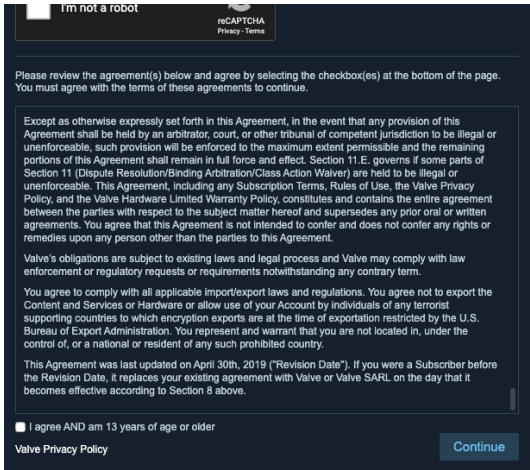 I'm not a robot
reCAPTCHA
Privacy - Terms
Please review the agreement(s) below and agree by selecting the checkbox(es) at the bottom of the page.
You must agree with the terms of these agreements to continue.
Except as otherwise expressly set forth in this Agreement, in the event that any provision of this
Agreement shall be held by an arbitrator, court, or other tribunal of competent jurisdiction to be illegal or
unenforceable, such provision will be enforced to the maximum extent permissible and the remaining
portions of this Agreement shall remain in full force and effect. Section 11.E. governs if some parts of
Section 11 (Dispute Resolution/Binding Arbitration/Class Action Waiver) are held to be illegal or
unenforceable. This Agreement, including any Subscription Terms, Rules of Use, the Valve Privacy
Policy, and the Valve Hardware Limited Warranty Policy, constitutes and contains the entire agreement
between the parties with respect to the subject matter hereof and supersedes any prior oral or written
agreements. You agree that this Agreement is not intended to confer and does not confer any rights or
remedies upon any person other than the parties to this Agreement.
Valve's obligations are subject to existing laws and legal process and Valve may comply with law
enforcement or regulatory requests or requirements notwithstanding any contrary term.
You agree to comply with all applicable import/export laws and regulations. You agree not to export the
Content and Services or Hardware or allow use of your Account by individuals of any terrorist
supporting countries to which encryption exports are at the time of exportation restricted by the U.S.
Bureau of Export Administration. You represent and warrant that you are not located in, under the
control of, or a national or resident of any such prohibited country.
This Agreement was last updated on April 30th, 2019 ("Revision Date"). If you were a Subscriber before
the Revision Date, it replaces your existing agreement with Valve or Valve SARL on the day that it
becomes effective according to Section 8 above.
I agree AND am 13 years of age or older
Valve Privacy Policy
Continue